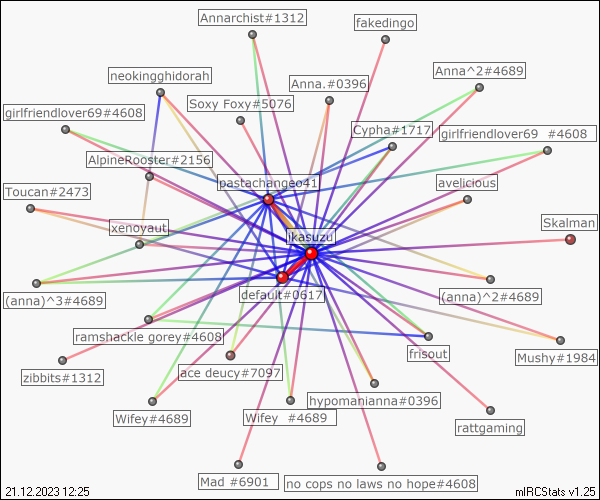 Annarchist#1312
fakedingo
neokingghidorah
Anna.#0396
Anna^2#4689
Soxy Foxy#5076
girlfriendlover69#4608
Cypha#1717
girlfriendlover69 #4608
AlpineRooster#2156
pastachangeo41
avelicious
Toucan#2473
xenoyaut
ikasuzu
Skalman
(anna)^3#4689
default#0617
(anna)^2#4689
ramshackle gorey#4608
frisout
Mushy#1984
zibbits#1312
ace deucy#7097
hypomanianna#0396
Wifey#4689
Wifey #4689
rattgaming
Mad #6901
no cops no laws no hope#4608
21.12.2023 12:25
mIRCStats v1.25